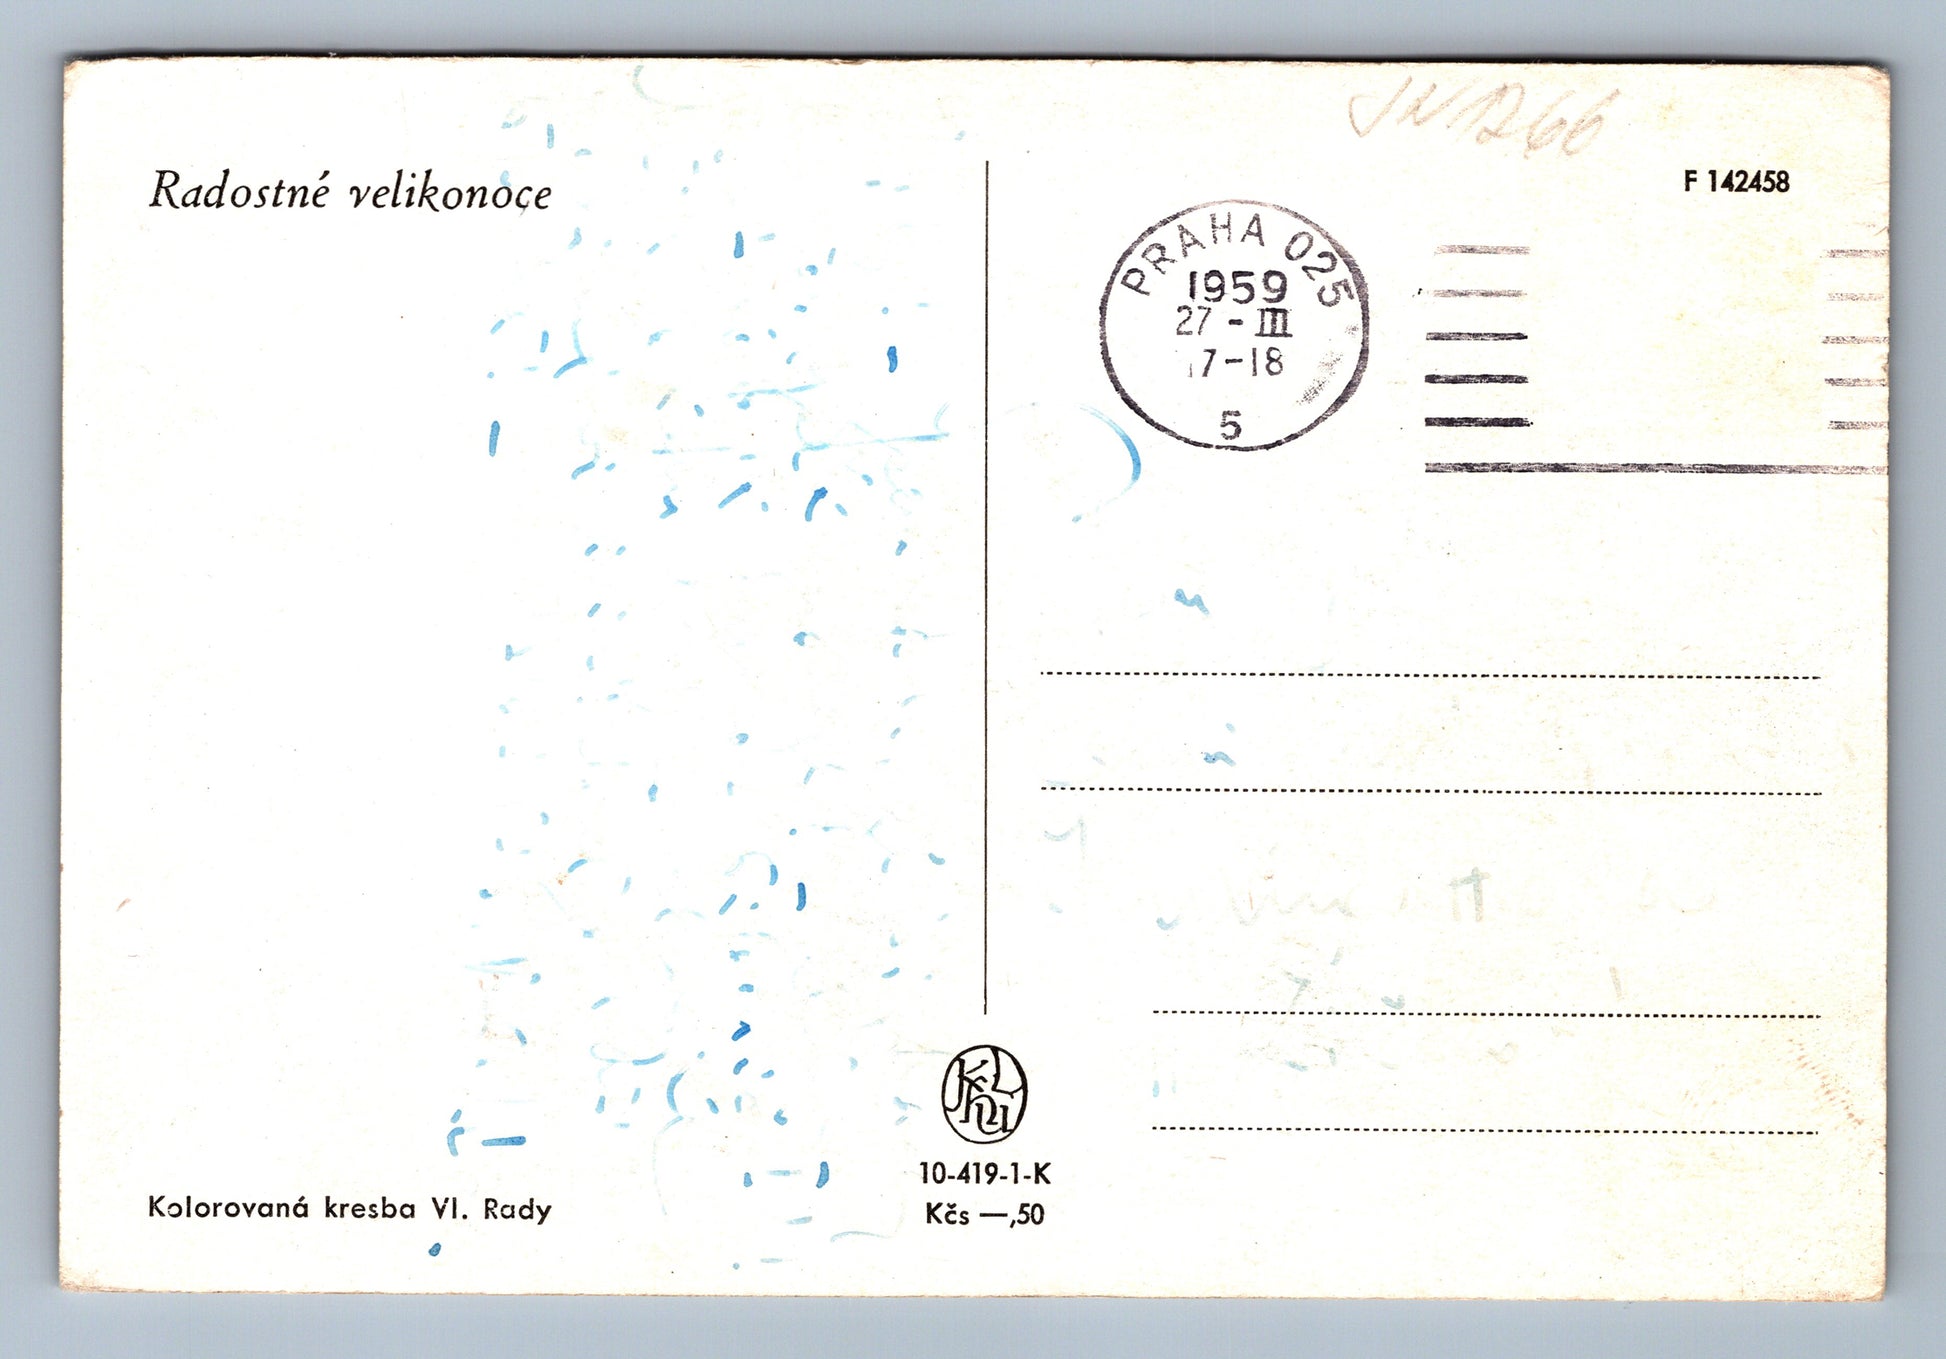 Radostné velikonoce
F 142458
PRAHA 025
1959
27-III
17-18
5
10-419-1-K
Kčs —,50
Kolorovaná kresba Vl. Rady